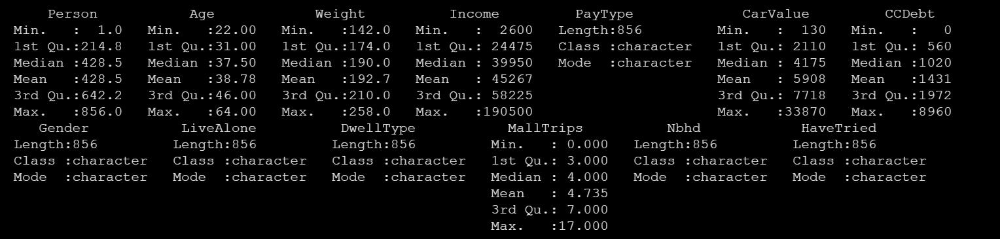 Person Age Weight Income PayType CarValue CCDebt
Min.   :  1.0   Min.   :22.00   Min.   :142.0   Min.   :  2600   Length:856         Min.   :  130   Min.   :   0
1st Qu.:214.8   1st Qu.:31.00   1st Qu.:174.0   1st Qu.: 24475   Class :character   1st Qu.: 2110   1st Qu.: 560
Median :428.5   Median :37.50   Median :190.0   Median : 39950   Mode  :character   Median : 4175   Median :1020
Mean   :428.5   Mean   :38.78   Mean   :192.7   Mean   : 45267                      Mean   : 5908   Mean   :1431
3rd Qu.:642.2   3rd Qu.:46.00   3rd Qu.:210.0   3rd Qu.: 58225                      3rd Qu.: 7718   3rd Qu.:1972
Max.   :856.0   Max.   :64.00   Max.   :258.0   Max.   :190500                      Max.   :33870   Max.   :8960
Gender LiveAlone DwellType MallTrips Nbhd HaveTried
Length:856         Length:856         Length:856         Min.   : 0.000   Length:856         Length:856
Class :character   Class :character   Class :character   1st Qu.: 3.000   Class :character   Class :character
Mode  :character   Mode  :character   Mode  :character   Median : 4.000   Mode  :character   Mode  :character
Mean   : 4.735
3rd Qu.: 7.000
Max.   :17.000